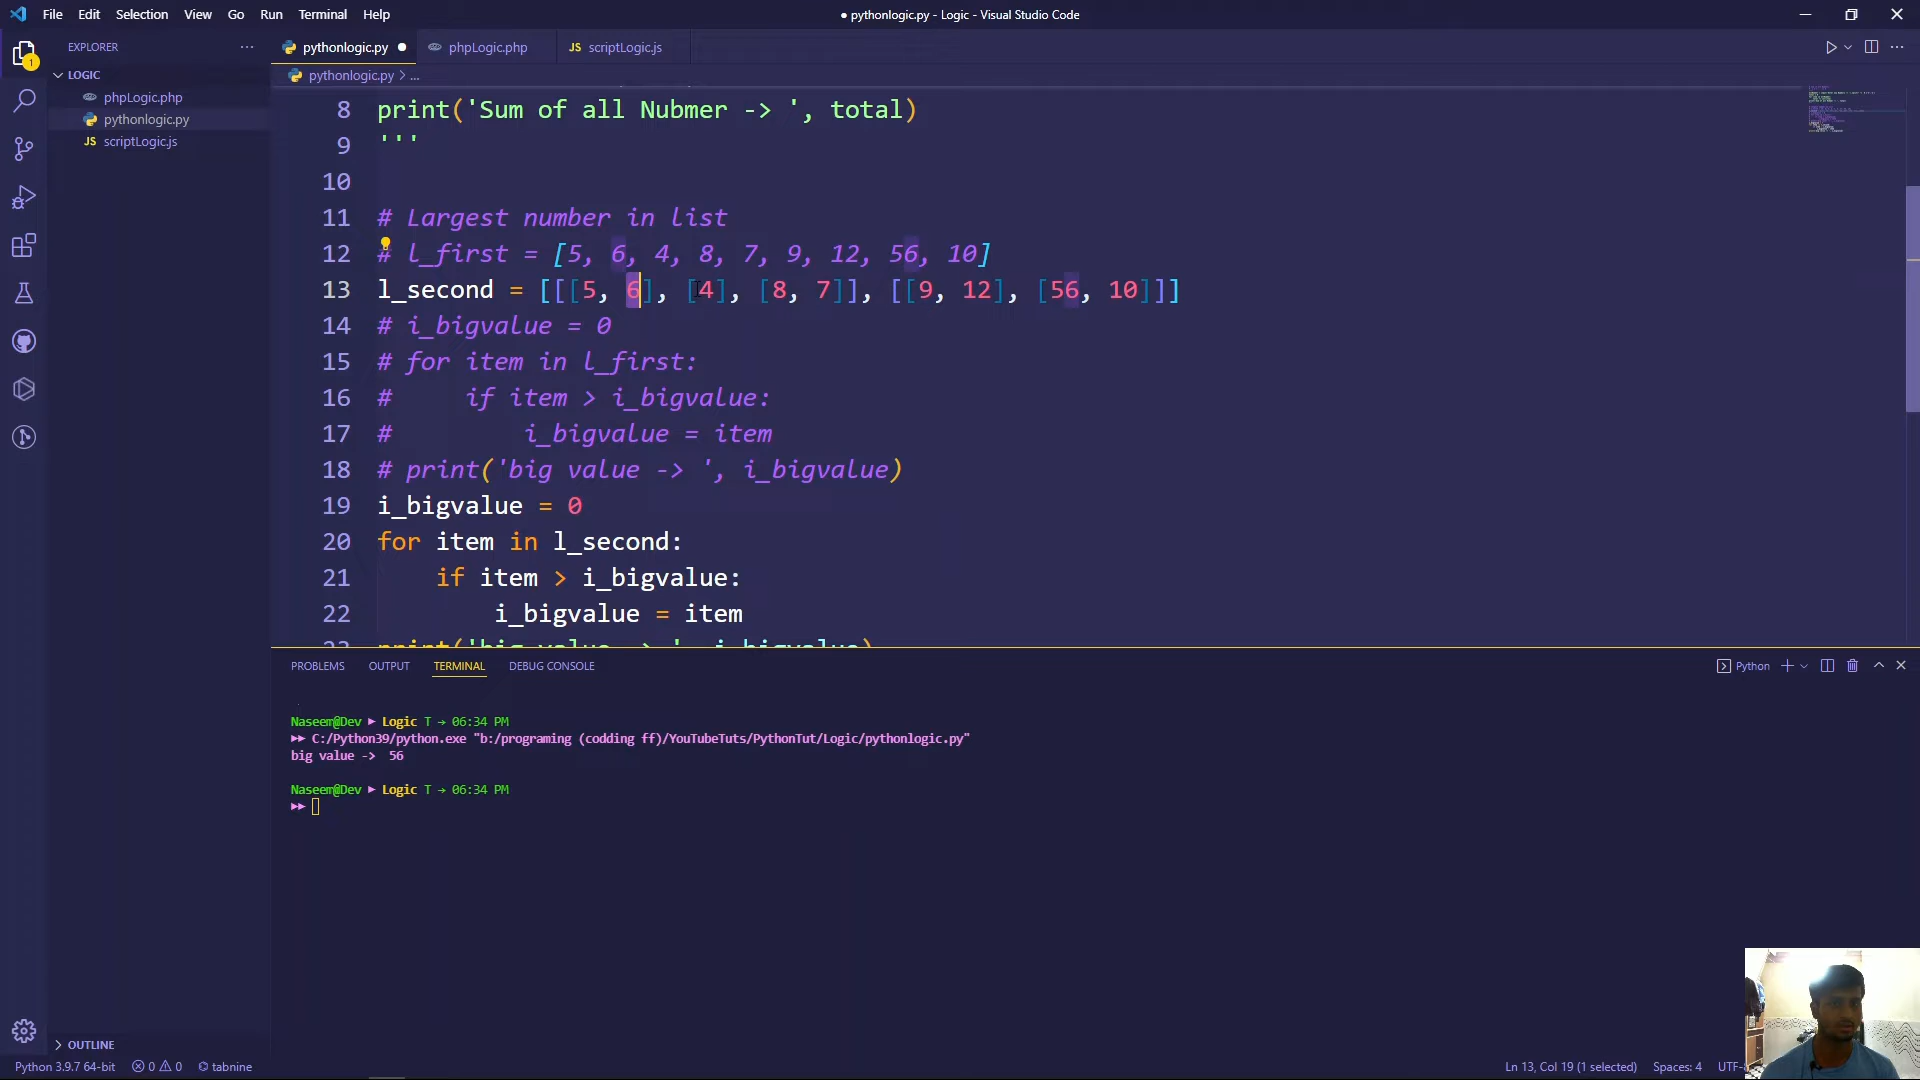 File Edit Selection View Go Run Terminal Help
● pythonlogic.py - Logic - Visual Studio Code
EXPLORER
LOGIC
phpLogic.php
pythonlogic.py
JS scriptLogic.js
OUTLINE
1
pythonlogic.py ● phpLogic.php JS scriptLogic.js
pythonlogic.py > ...
8 print('Sum of all Nubmer -> ', total)
9 '''
10
11 # Largest number in list
12 # l_first = [5, 6, 4, 8, 7, 9, 12, 56, 10]
13 l_second = [[[5, 6], [4], [8, 7]], [[9, 12], [56, 10]]]
14 # i_bigvalue = 0
15 # for item in l_first:
16 #     if item > i_bigvalue:
17 #         i_bigvalue = item
18 # print('big value -> ', i_bigvalue)
19 i_bigvalue = 0
20 for item in l_second:
21     if item > i_bigvalue:
22         i_bigvalue = item
23 print('big value -> ', i_bigvalue)
PROBLEMS OUTPUT TERMINAL DEBUG CONSOLE
Python
Naseem@Dev ▶ Logic T → 06:34 PM
▶▶ C:/Python39/python.exe "b:/programing (codding ff)/YouTubeTuts/PythonTut/Logic/pythonlogic.py"
big value ->  56
Naseem@Dev ▶ Logic T → 06:34 PM
▶▶
Python 3.9.7 64-bit 0 0 tabnine
Ln 13, Col 19 (1 selected) Spaces: 4 UTF-